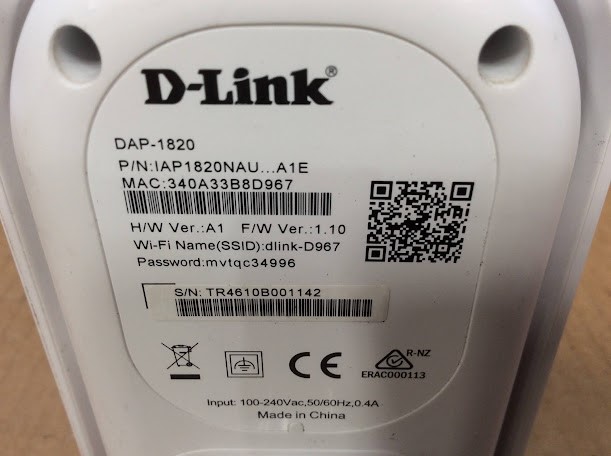 D-Link®
DAP-1820
P/N:IAP1820NAU...A1E
MAC:340A33B8D967
H/W Ver.:A1 F/W Ver.:1.10
Wi-Fi Name(SSID):dlink-D967
Password:mvtqc34996
S/N: TR4610B001142
CE
R-NZ
ERAC000113
Input: 100-240Vac,50/60Hz,0.4A
Made in China